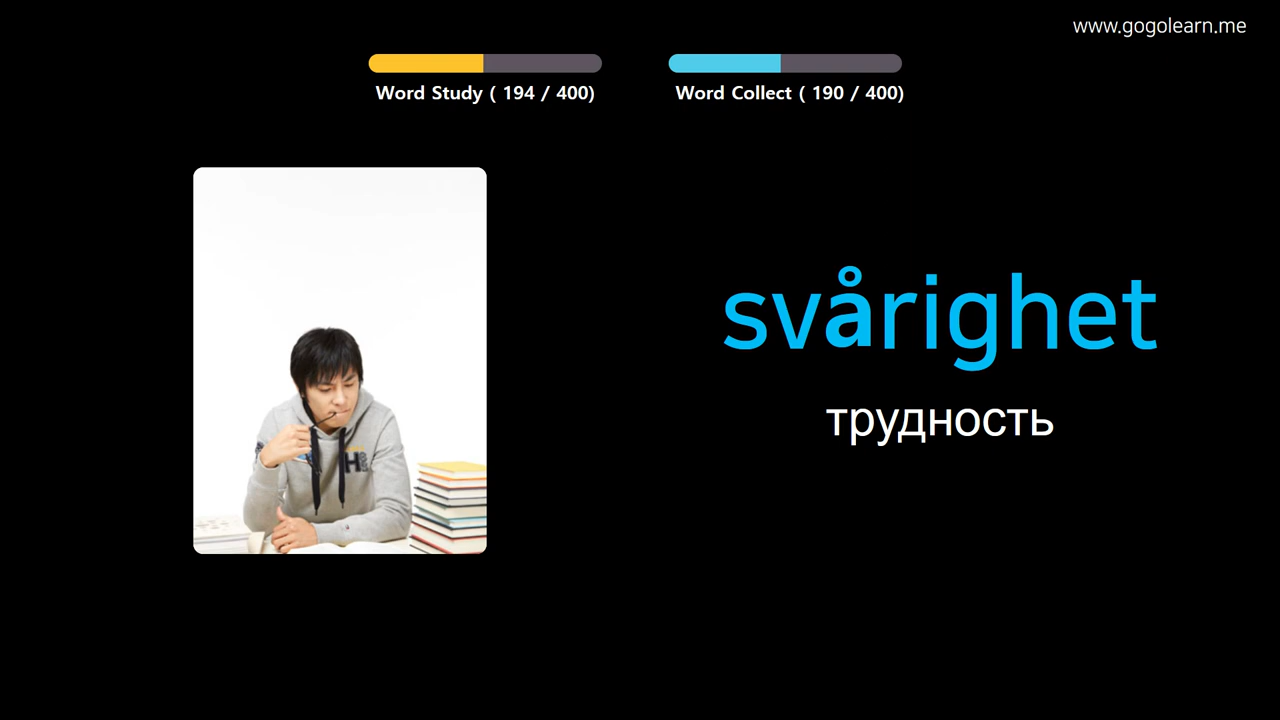 www.gogolearn.me
Word Study ( 194 / 400)
Word Collect ( 190 / 400)
svårighet
трудность
H